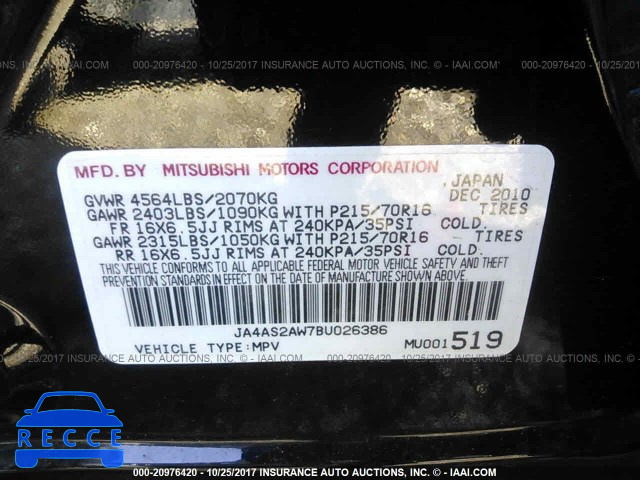 000-20976420 - 10/25/2017 INSURANCE AUTO AUCTIONS, INC. - © - WWW.IAAI.COM
MFD.BY MITSUBISHI MOTORS CORPORATION
JAPAN
GVWR 4564LBS/2070KG DEC 2010
GAWR 2403LBS/1090KG WITH P215/70R16 TIRES
FR 16X6.5JJ RIMS AT 240KPA/35PSI COLD.
GAWR 2315LBS/1050KG WITH P215/70R16 TIRES
RR 16X6.5JJ RIMS AT 240KPA/35PSI COLD.
THIS VEHICLE CONFORMS TO ALL APPLICABLE FEDERAL MOTOR VEHICLE SAFETY AND THEFT
PREVENTION STANDARDS IN EFFECT ON THE DATE OF MANUFACTURE SHOWN ABOVE.
JA4AS2AW7BU026386
VEHICLE TYPE:MPV MU001519
RECCE
000-20976420 - 10/25/2017 INSURANCE AUTO AUCTIONS, INC. - © - WWW.IAAI.COM